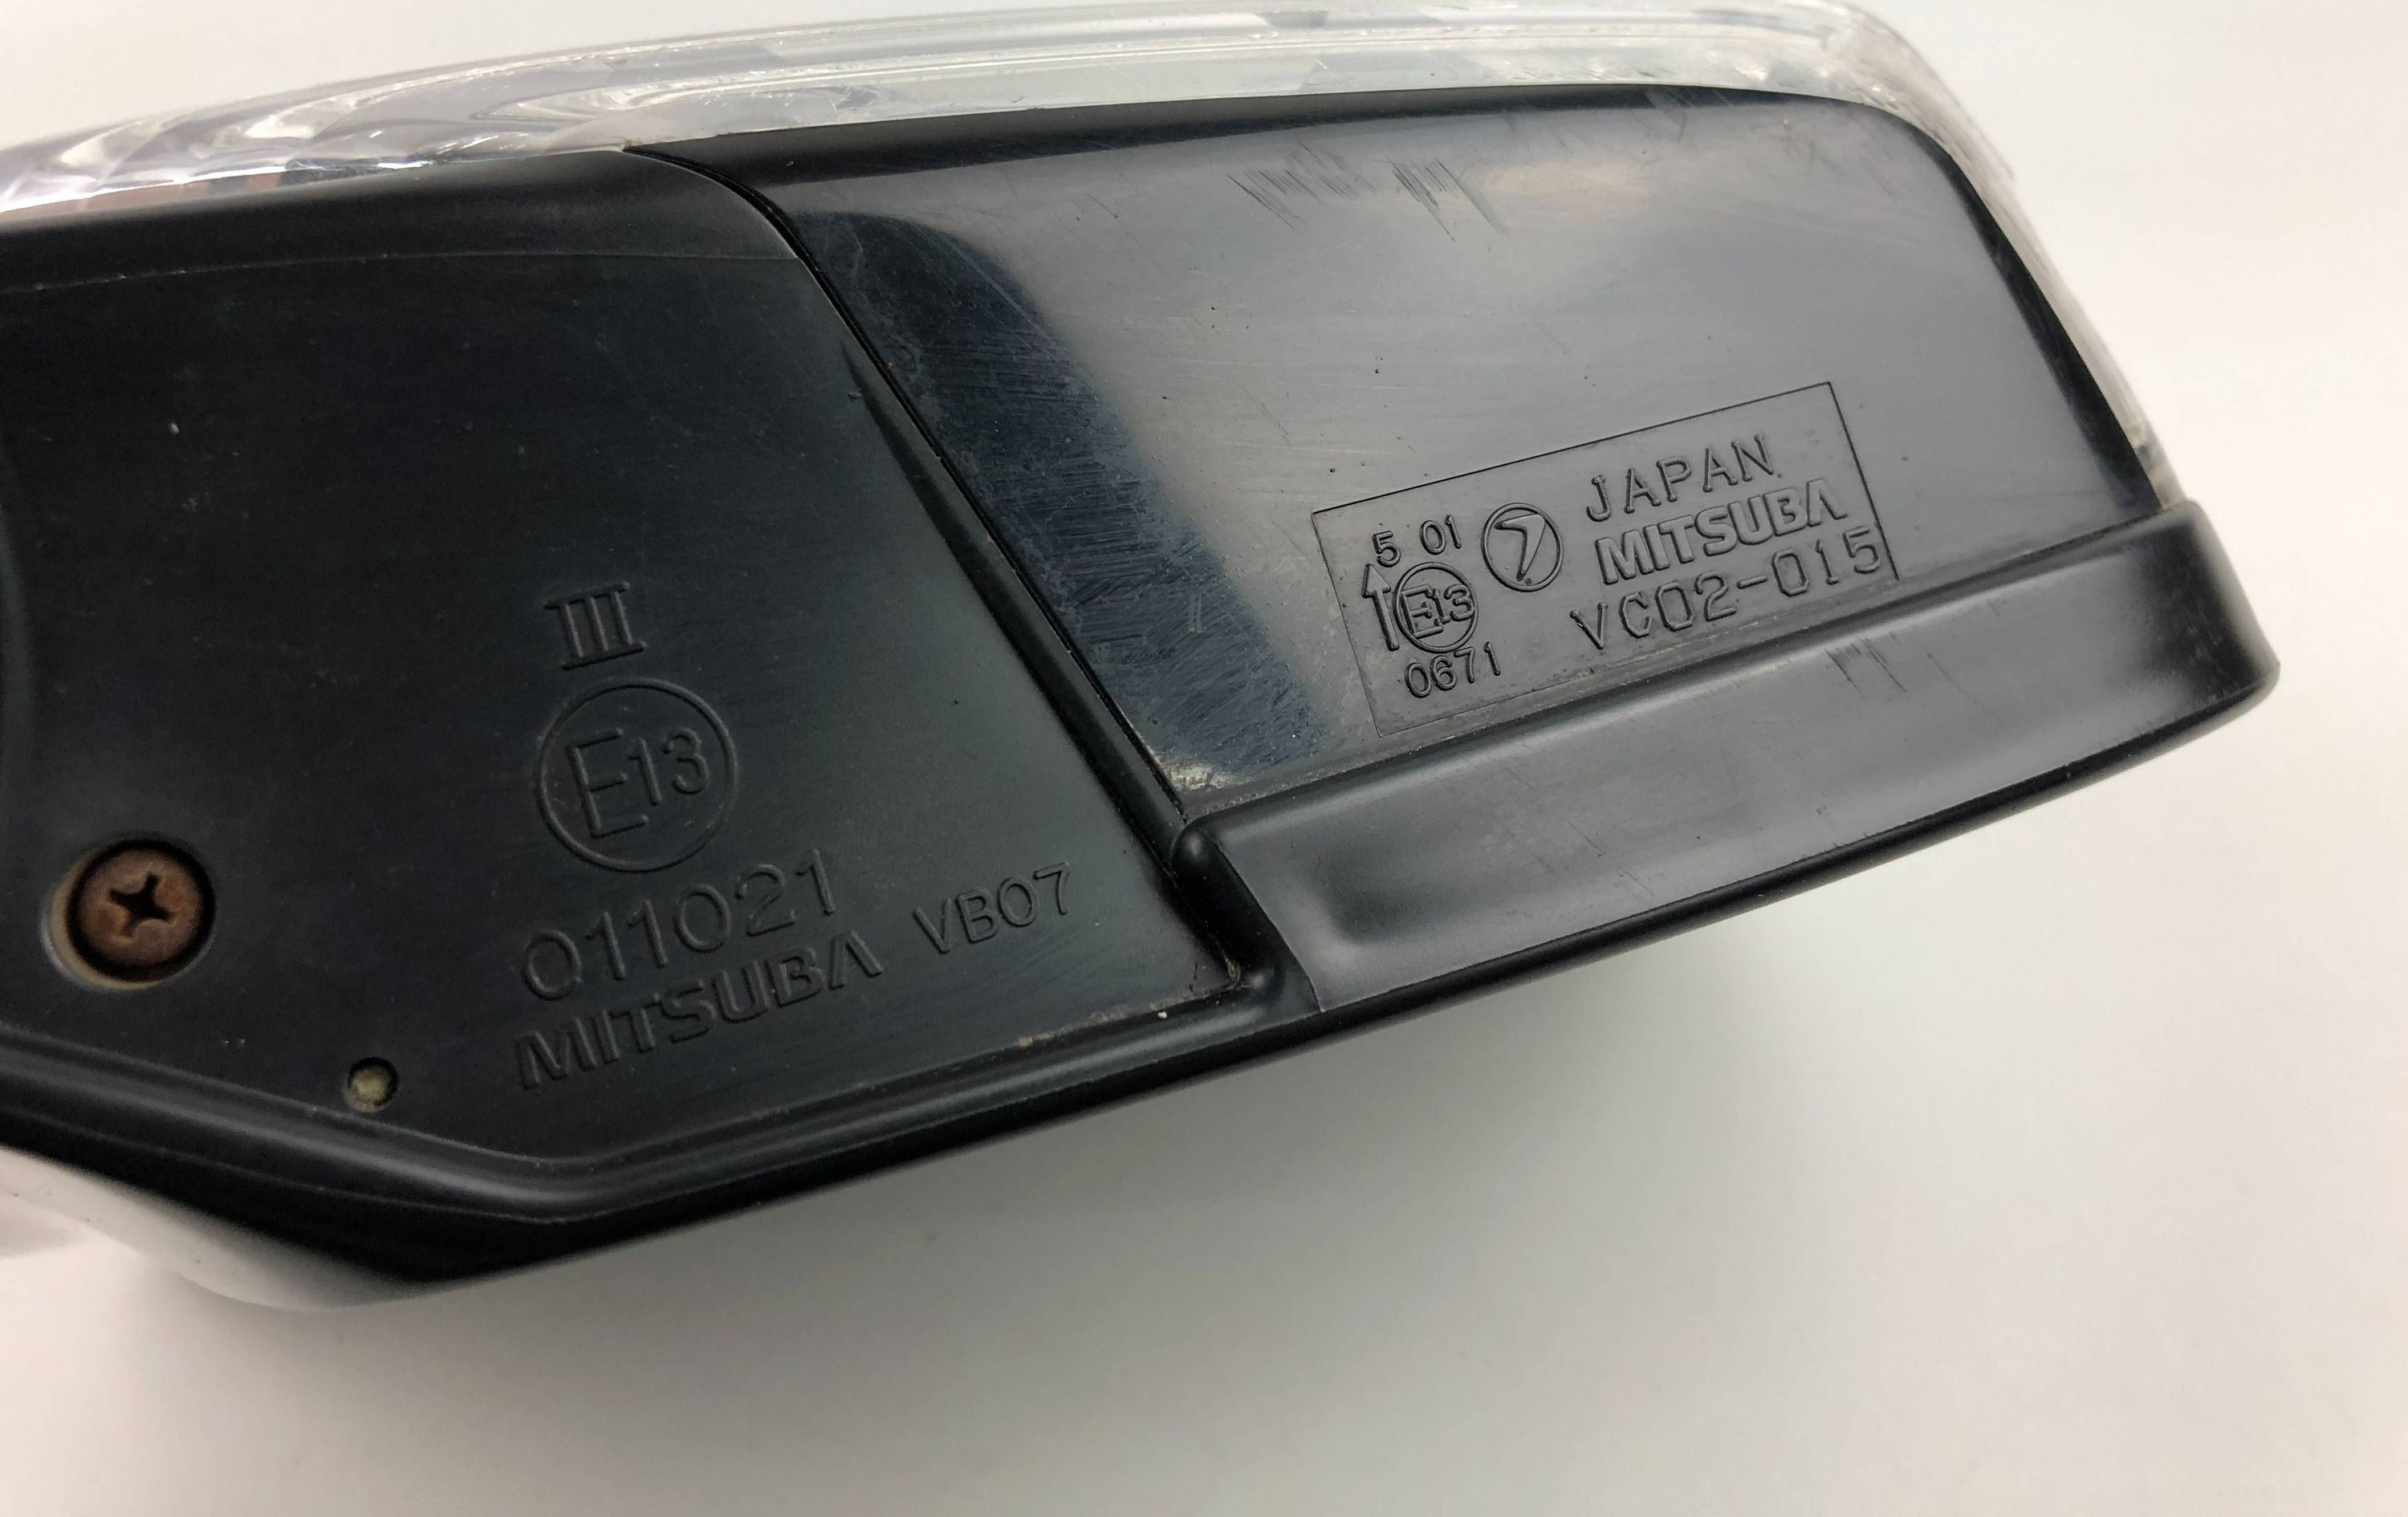 III
E13
011021
MITSUBA VB07
5 01
E13
0671
JAPAN
MITSUBA
VC02-015